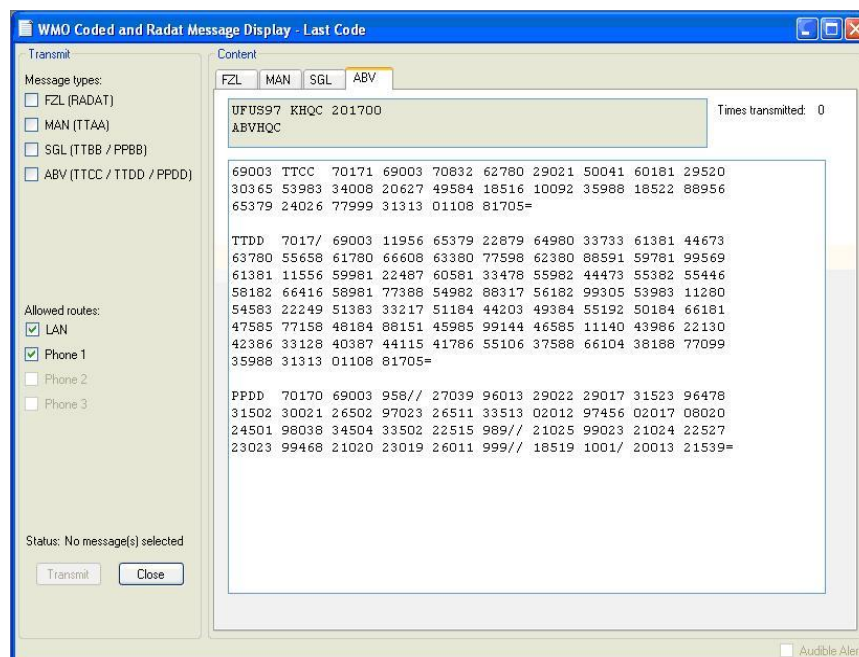 WMO Coded and Radat Message Display - Last Code
Transmit
Message types:
FZL (RADAT)
MAN (TTAA)
SGL (TTBB / PPBB)
ABV (TTCC / TTDD / PPDD)
Allowed routes:
LAN
Phone 1
Phone 2
Phone 3
Status: No message(s) selected
Transmit
Close
Content
FZL
MAN
SGL
ABV
UFUS97 KHQC 201700
ABVHQC
Times transmitted: 0
69003 TTCC 70171 69003 70832 62780 29021 50041 60181 29520
30365 53983 34008 20627 49584 18516 10092 35988 18522 88956
65379 24026 77999 31313 01108 81705=
TTDD 7017/ 69003 11956 65379 22879 64980 33733 61381 44673
63780 55658 61780 66608 63380 77598 62380 88591 59781 99569
61381 11556 59981 22487 60581 33478 55982 44473 55382 55446
58182 66416 58981 77388 54982 88317 56182 99305 53983 11280
54583 22249 51383 33217 51184 44203 49384 55192 50184 66181
47585 77158 48184 88151 45985 99144 46585 11140 43986 22130
42386 33128 40387 44115 41786 55106 37588 66104 38188 77099
35988 31313 01108 81705=
PPDD 70170 69003 958// 27039 96013 29022 29017 31523 96478
31502 30021 26502 97023 26511 33513 02012 97456 02017 08020
24501 98038 34504 33502 22515 989// 21025 99023 21024 22527
23023 99468 21020 23019 26011 999// 18519 1001/ 20013 21539=
Audible Aler